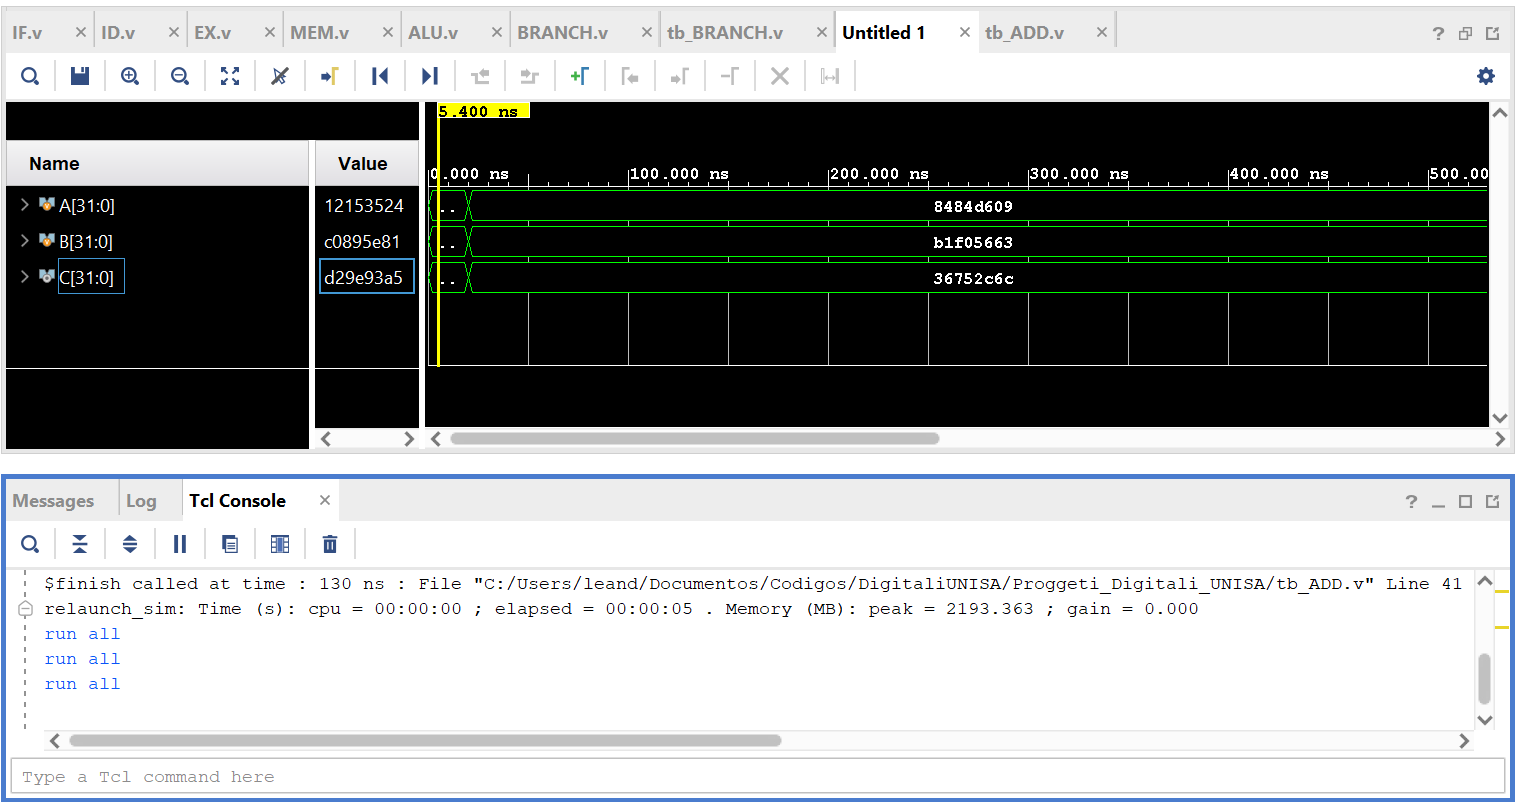 IF.v ID.v EX.v MEM.v ALU.v BRANCH.v tb_BRANCH.v Untitled 1 tb_ADD.v
5.400 ns
Name Value
0.000 ns 100.000 ns 200.000 ns 300.000 ns 400.000 ns 500.00
A[31:0] 12153524 .. 8484d609
B[31:0] c0895e81 .. b1f05663
C[31:0] d29e93a5 .. 36752c6c
Messages Log Tcl Console
$finish called at time : 130 ns : File "C:/Users/leand/Documentos/Codigos/DigitaliUNISA/Proggeti_Digitali_UNISA/tb_ADD.v" Line 41
relaunch_sim: Time (s): cpu = 00:00:00 ; elapsed = 00:00:05 . Memory (MB): peak = 2193.363 ; gain = 0.000
run all
run all
run all
Type a Tcl command here